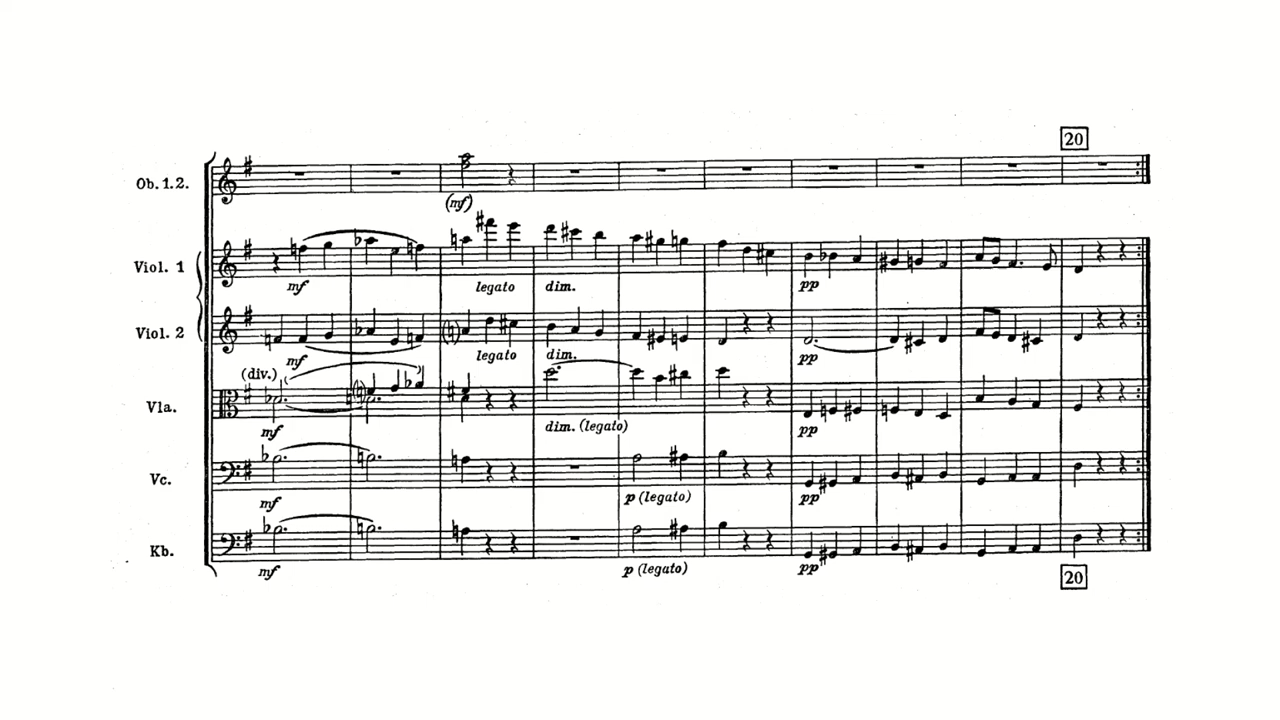 20
Ob. 1. 2.
(mf)
Viol. 1
mf legato dim. pp
Viol. 2
mf legato dim. pp
(div.)
Vla.
mf dim. (legato) pp
Vc.
mf p (legato) pp
Kb.
mf p (legato) pp
20